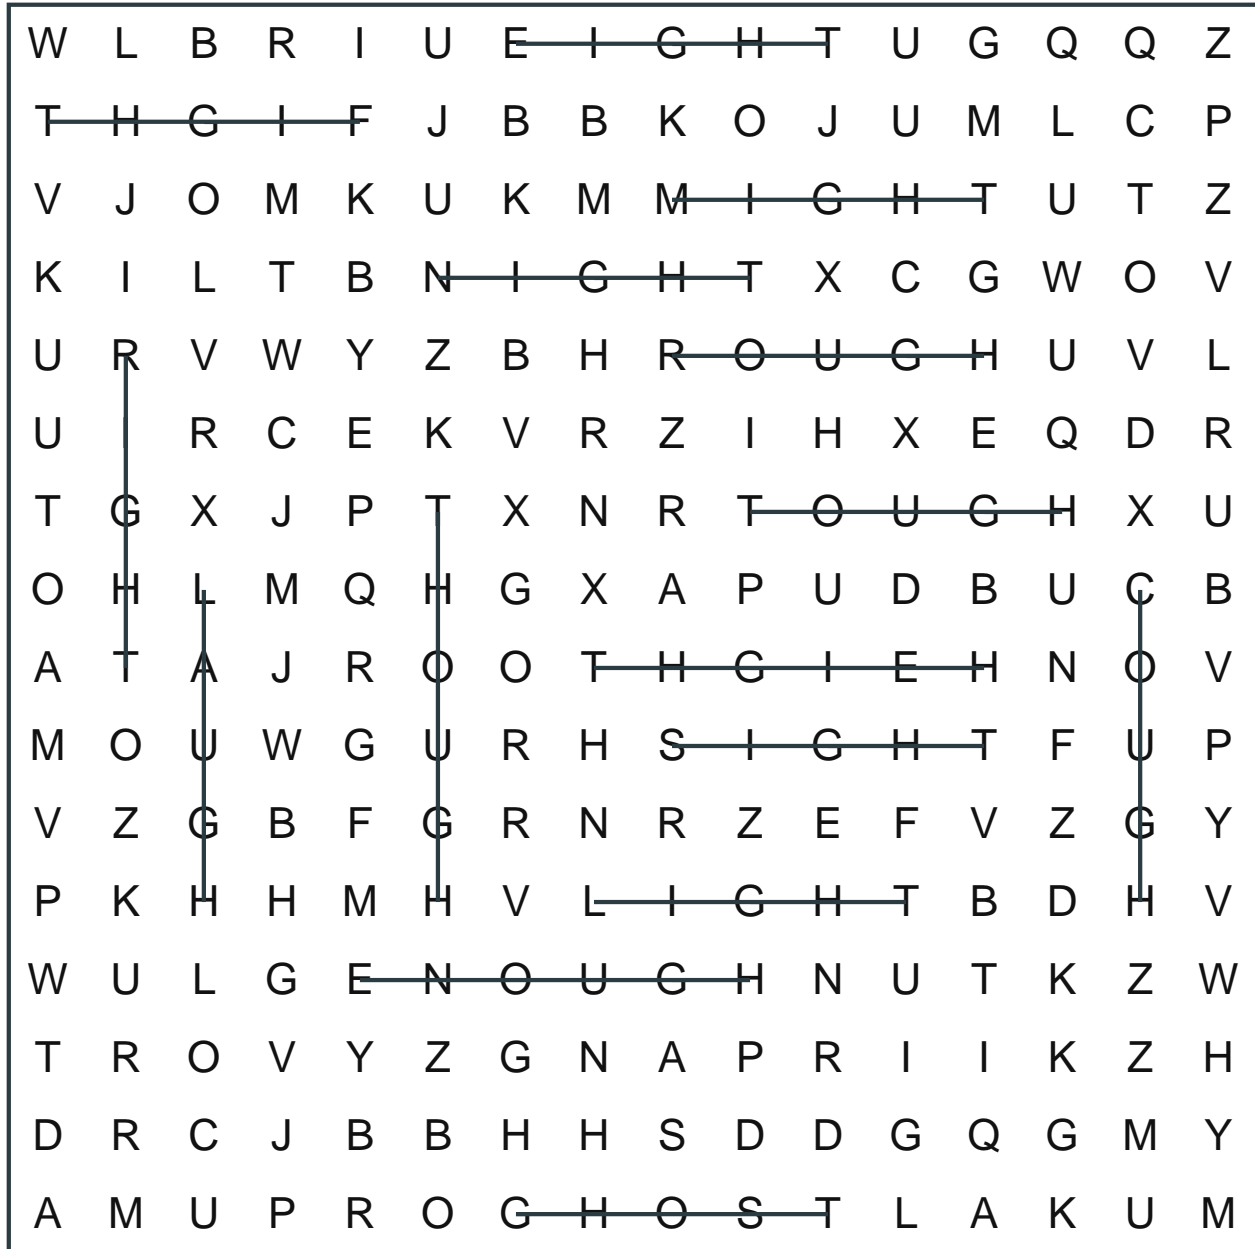 W L B R I U E I G H T U G Q Q Z
T H G I F J B B K O J U M L C P
V J O M K U K M M I G H T U T Z
K I L T B N I G H T X C G W O V
U R V W Y Z B H R O U G H U V L
U I R C E K V R Z I H X E Q D R
T G X J P T X N R T O U G H X U
O H L M Q H G X A P U D B U C B
A T A J R O O T H G I E H N O V
M O U W G U R H S I G H T F U P
V Z G B F G R N R Z E F V Z G Y
P K H H M H V L I G H T B D H V
W U L G E N O U G H N U T K Z W
T R O V Y Z G N A P R I I K Z H
D R C J B B H H S D D G Q G M Y
A M U P R O G H O S T L A K U M